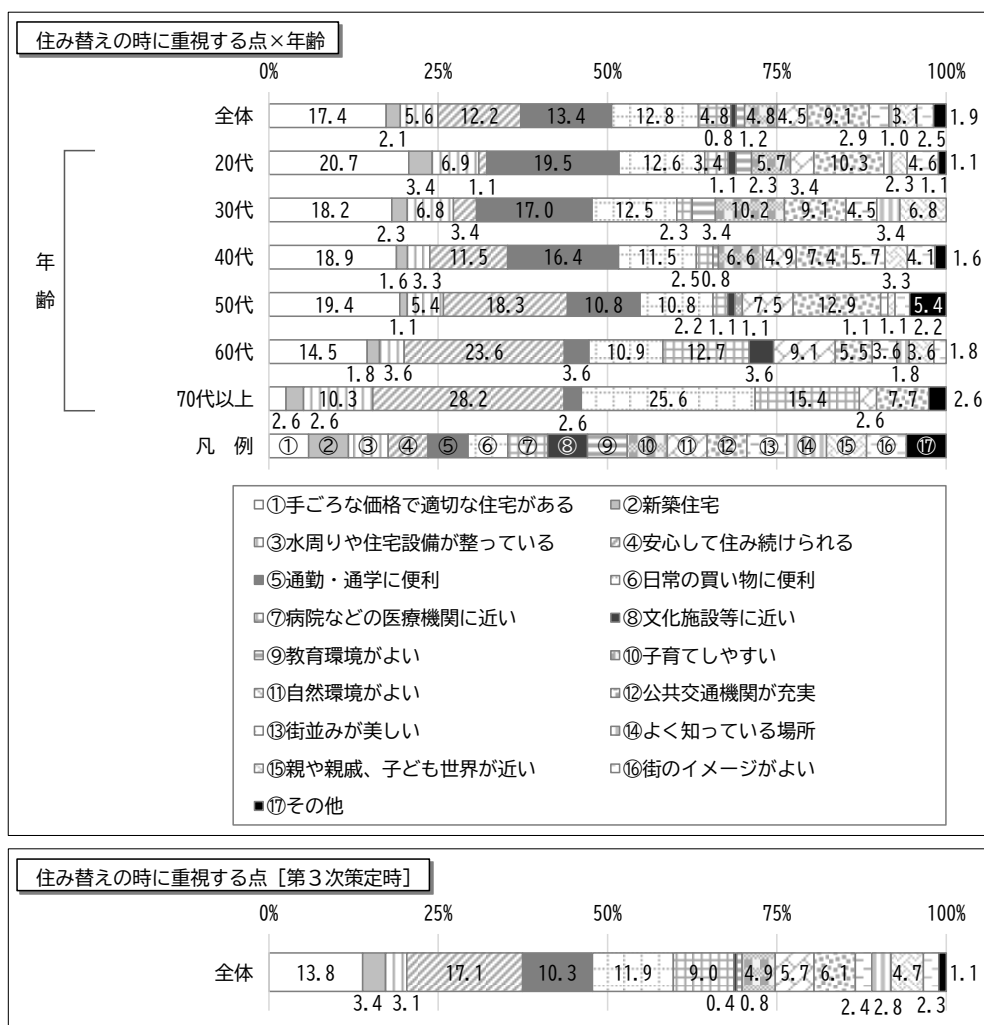 住み替えの時に重視する点×年齢
0% 25% 50% 75% 100%
全体 17.4 5.6 12.2 13.4 12.8 4.8 4.8 4.5 9.1 3.1 1.9
2.1 0.8 1.2 2.9 1.0 2.5
20代 20.7 6.9 19.5 12.6 3.4 5.7 10.3 4.6 1.1
3.4 1.1 1.1 2.3 3.4 2.3 1.1
30代 18.2 6.8 17.0 12.5 10.2 9.1 4.5 6.8
2.3 3.4 2.3 3.4 3.4
40代 18.9 11.5 16.4 11.5 6.6 4.9 7.4 5.7 4.1 1.6
1.6 3.3 2.5 0.8 3.3
50代 19.4 5.4 18.3 10.8 10.8 7.5 12.9 5.4
1.1 2.2 1.1 1.1 1.1 1.1 2.2
60代 14.5 23.6 10.9 12.7 9.1 5.5 3.6 3.6 1.8
1.8 3.6 3.6 3.6 1.8
70代以上 10.3 28.2 25.6 15.4 7.7 2.6
2.6 2.6 2.6 2.6
年齢
凡 例 ① ② ③ ④ ⑤ ⑥ ⑦ ⑧ ⑨ ⑩ ⑪ ⑫ ⑬ ⑭ ⑮ ⑯ ⑰
①手ごろな価格で適切な住宅がある ②新築住宅
③水周りや住宅設備が整っている ④安心して住み続けられる
⑤通勤・通学に便利 ⑥日常の買い物に便利
⑦病院などの医療機関に近い ⑧文化施設等に近い
⑨教育環境がよい ⑩子育てしやすい
⑪自然環境がよい ⑫公共交通機関が充実
⑬街並みが美しい ⑭よく知っている場所
⑮親や親戚、子ども世界が近い ⑯街のイメージがよい
⑰その他
住み替えの時に重視する点［第３次策定時］
0% 25% 50% 75% 100%
全体 13.8 17.1 10.3 11.9 9.0 4.9 5.7 6.1 4.7 1.1
3.4 3.1 0.4 0.8 2.4 2.8 2.3